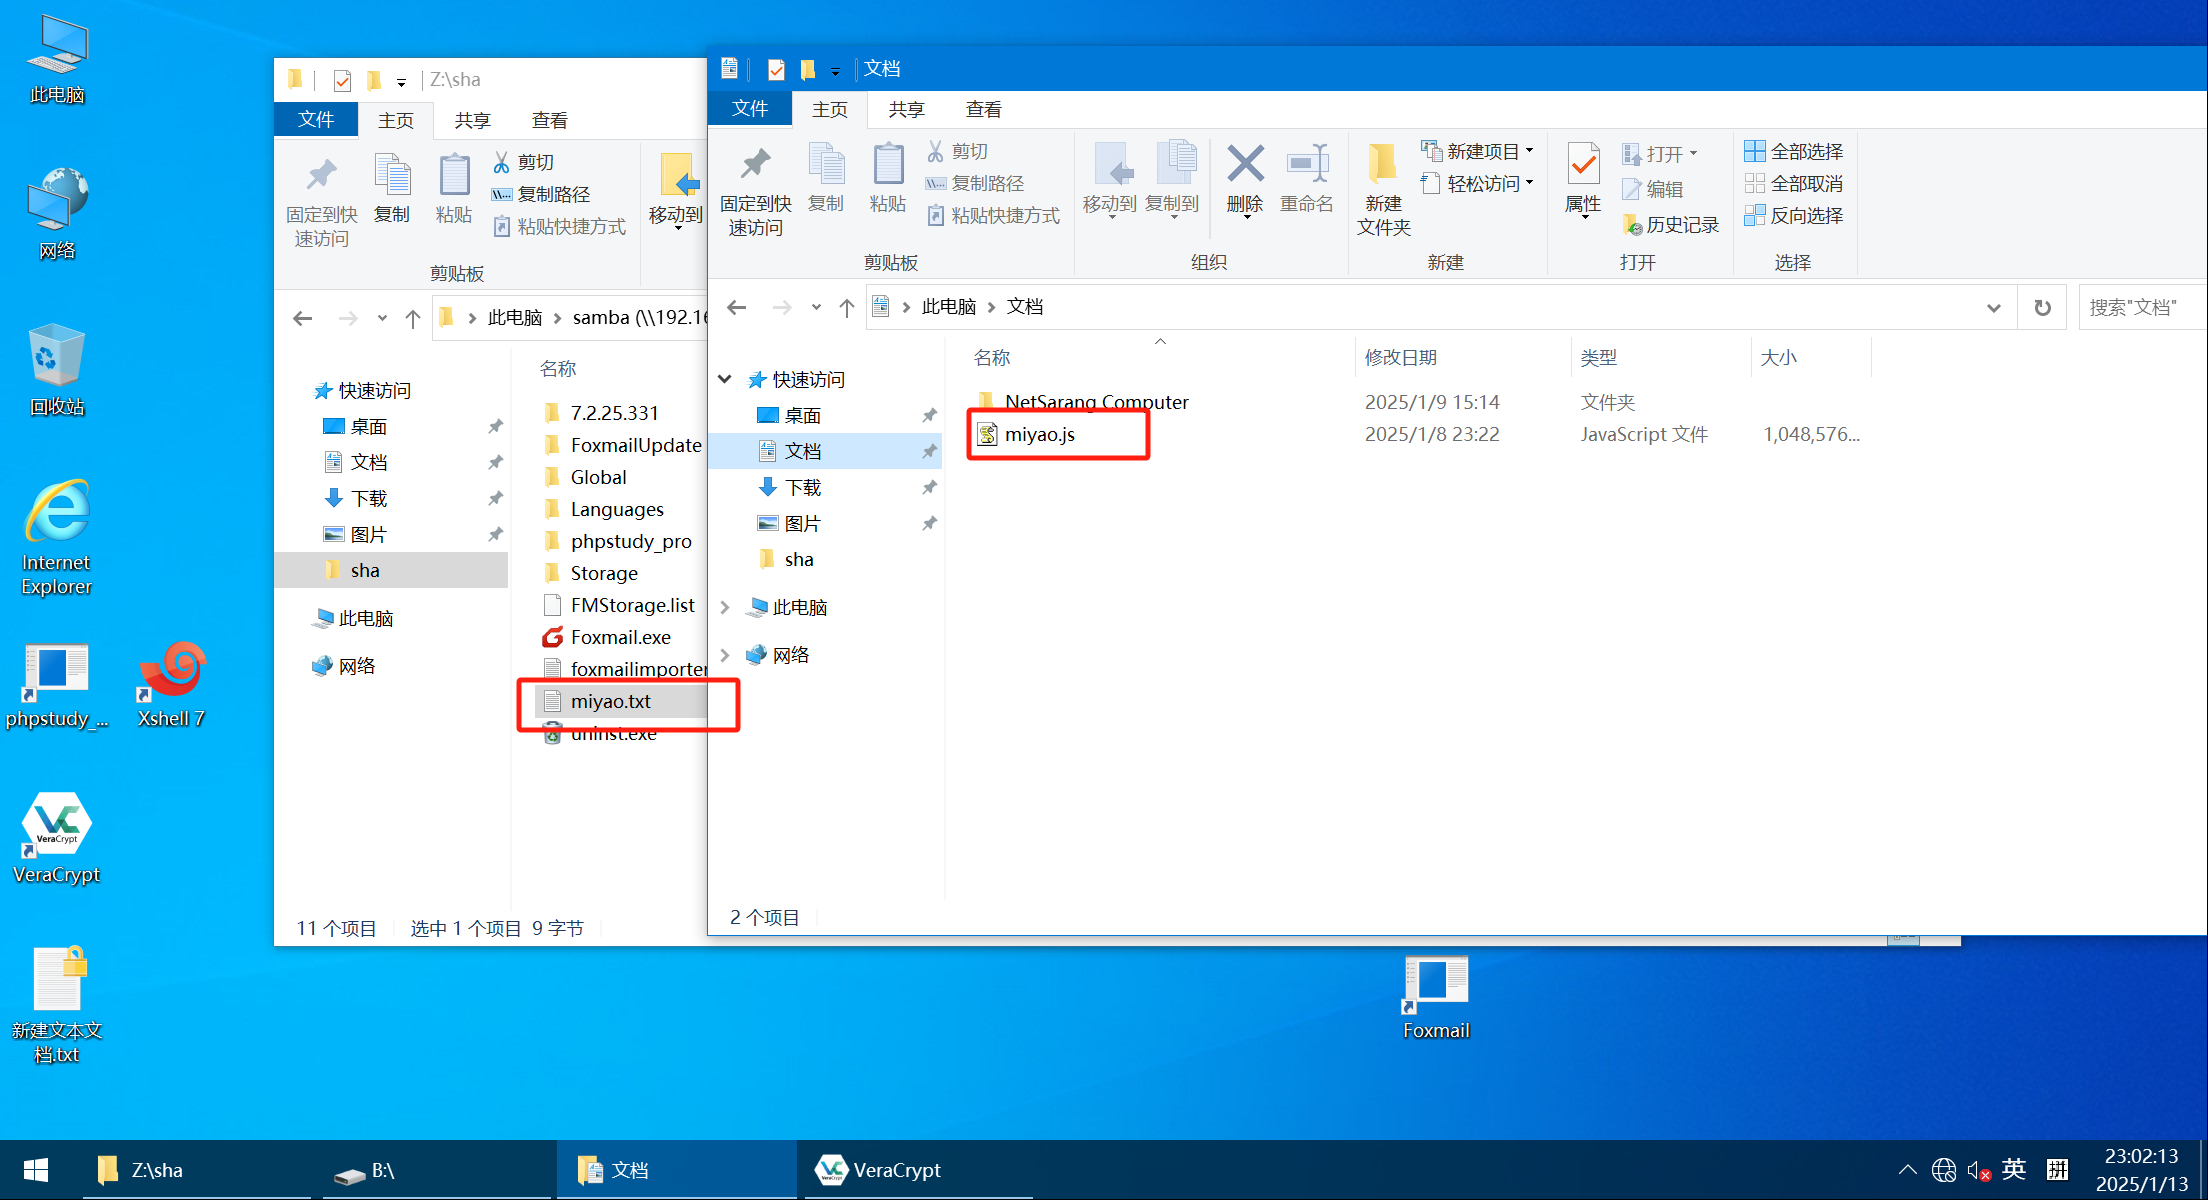 此电脑
网络
回收站
Internet
Explorer
phpstudy_...
Xshell 7
VeraCrypt
VeraCrypt
新建文本文
档.txt
Z:\sha
文件
主页
共享
查看
固定到快
速访问
复制
粘贴
剪切
复制路径
粘贴快捷方式
移动到
剪贴板
此电脑
samba (\\192.16
快速访问
桌面
文档
下载
图片
sha
此电脑
网络
名称
7.2.25.331
FoxmailUpdate
Global
Languages
phpstudy_pro
Storage
FMStorage.list
Foxmail.exe
foxmailimporter
miyao.txt
uninst.exe
11 个项目
选中 1 个项目 9 字节
文档
文件
主页
共享
查看
固定到快
速访问
复制
粘贴
剪切
复制路径
粘贴快捷方式
剪贴板
移动到
复制到
删除
重命名
组织
新建
文件夹
新建项目
轻松访问
新建
属性
打开
编辑
历史记录
打开
全部选择
全部取消
反向选择
选择
此电脑
文档
搜索"文档"
快速访问
桌面
文档
下载
图片
sha
此电脑
网络
名称
修改日期
类型
大小
NetSarang Computer
2025/1/9 15:14
文件夹
miyao.js
2025/1/8 23:22
JavaScript 文件
1,048,576...
2 个项目
Foxmail
Z:\sha
B:\
文档
VeraCrypt
英
拼
23:02:13
2025/1/13